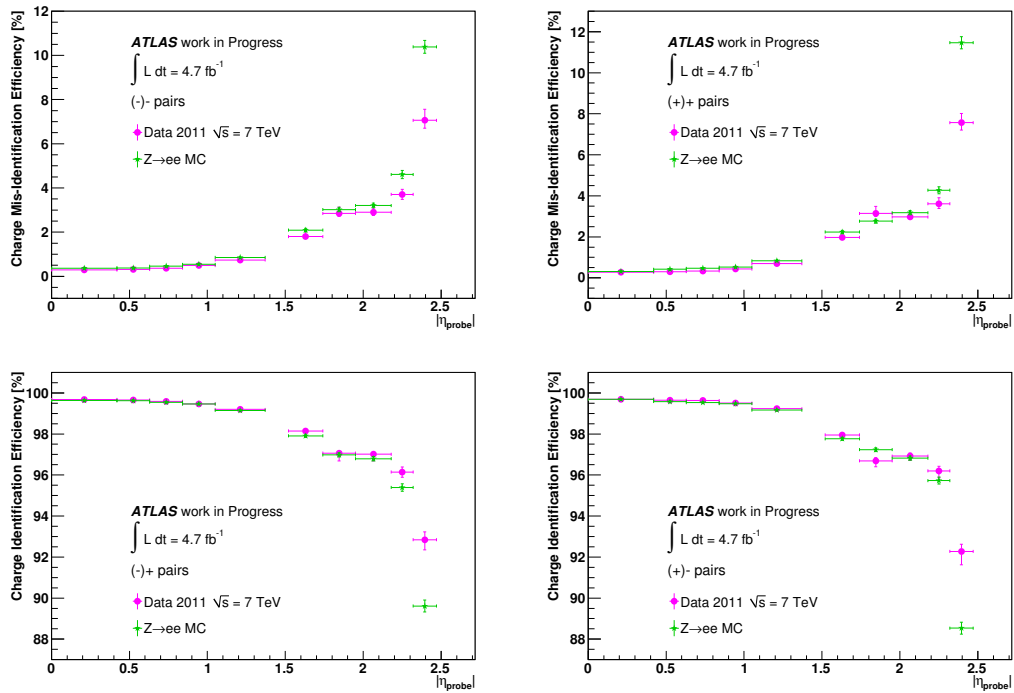 Charge Mis-Identification Efficiency [%]
12
10
8
6
4
2
0
ATLAS work in Progress
∫ L dt = 4.7 fb⁻¹
(-)- pairs
Data 2011 √s = 7 TeV
Z→ee MC
0 0.5 1 1.5 2 2.5
|η_probe|
Charge Mis-Identification Efficiency [%]
12
10
8
6
4
2
0
ATLAS work in Progress
∫ L dt = 4.7 fb⁻¹
(+)+ pairs
Data 2011 √s = 7 TeV
Z→ee MC
0 0.5 1 1.5 2 2.5
|η_probe|
Charge Identification Efficiency [%]
100
98
96
94
92
90
88
ATLAS work in Progress
∫ L dt = 4.7 fb⁻¹
(-)+ pairs
Data 2011 √s = 7 TeV
Z→ee MC
0 0.5 1 1.5 2 2.5
|η_probe|
Charge Identification Efficiency [%]
100
98
96
94
92
90
88
ATLAS work in Progress
∫ L dt = 4.7 fb⁻¹
(+)- pairs
Data 2011 √s = 7 TeV
Z→ee MC
0 0.5 1 1.5 2 2.5
|η_probe|